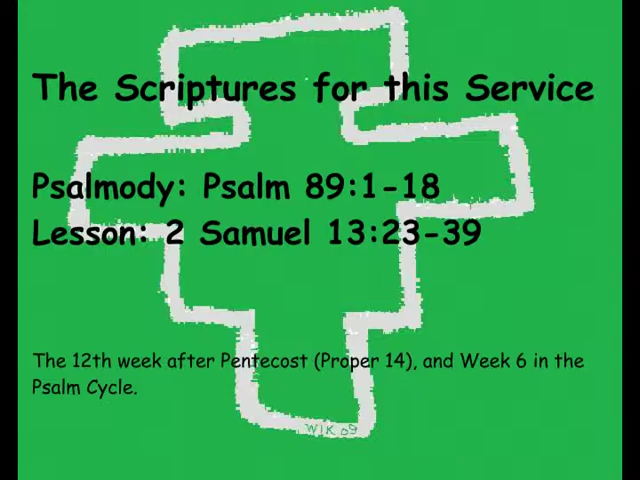 The Scriptures for this Service
Psalmody: Psalm 89:1-18
Lesson: 2 Samuel 13:23-39
The 12th week after Pentecost (Proper 14), and Week 6 in the
Psalm Cycle.
WIK 09